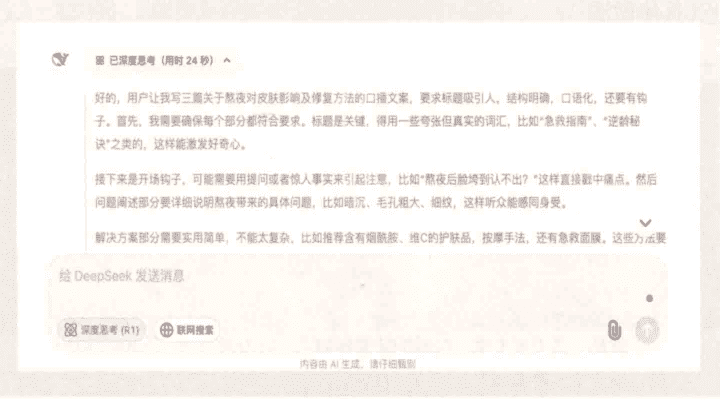 已深度思考（用时 24 秒）
好的，用户让我写三篇关于熬夜对皮肤影响及修复方法的口播文案，要求标题吸引人。结构明确，口语化，还要有钩
子。首先，我需要确保每个部分都符合要求。标题是关键，得用一些夸张但真实的词汇，比如“急救指南”、“逆龄秘
诀”之类的，这样能激发好奇心。
接下来是开场钩子，可能需要用提问或者惊人事实来引起注意，比如“熬夜后脸垮到认不出？”这样直接戳中痛点。然后
问题阐述部分要详细说明熬夜带来的具体问题，比如暗沉、毛孔粗大、细纹，这样听众能感同身受。
解决方案部分需要实用简单，不能太复杂，比如推荐含有烟酰胺、维C的护肤品，按摩手法，还有急救面膜。这些方法要
给 DeepSeek 发送消息
深度思考 (R1)
联网搜索
内容由 AI 生成，请仔细甄别